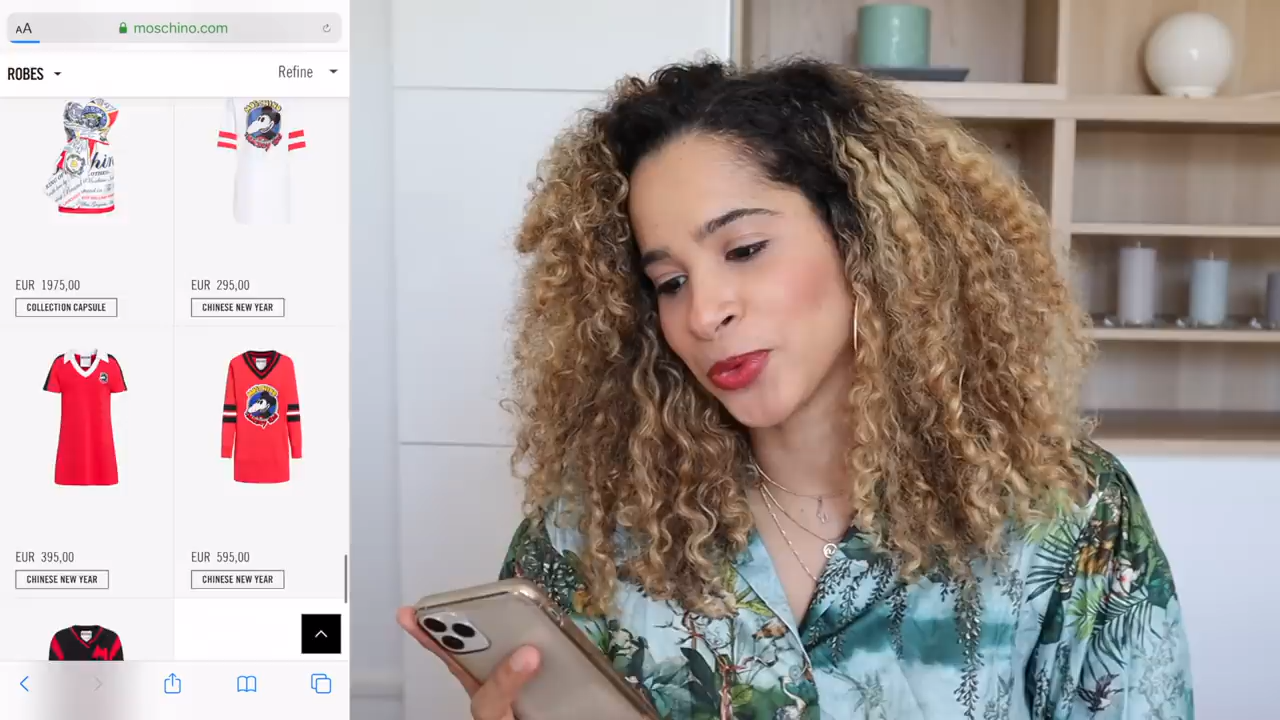 AA moschino.com
ROBES Refine
EUR 1975,00 EUR 295,00
COLLECTION CAPSULE CHINESE NEW YEAR
EUR 395,00 EUR 595,00
CHINESE NEW YEAR CHINESE NEW YEAR